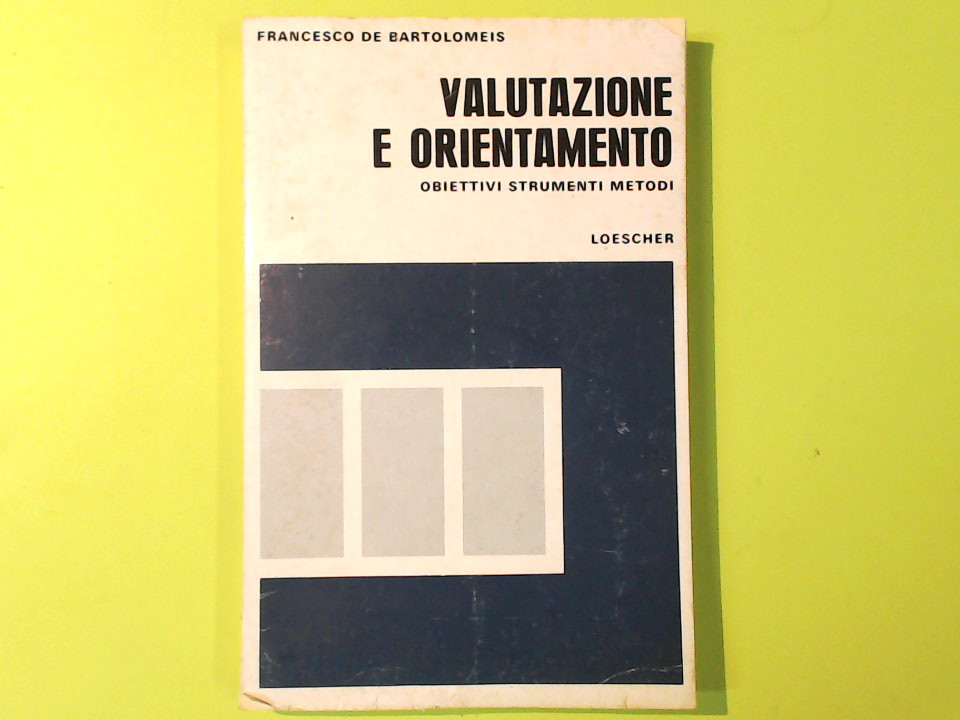 FRANCESCO DE BARTOLOMEIS
VALUTAZIONE
E ORIENTAMENTO
OBIETTIVI STRUMENTI METODI
LOESCHER